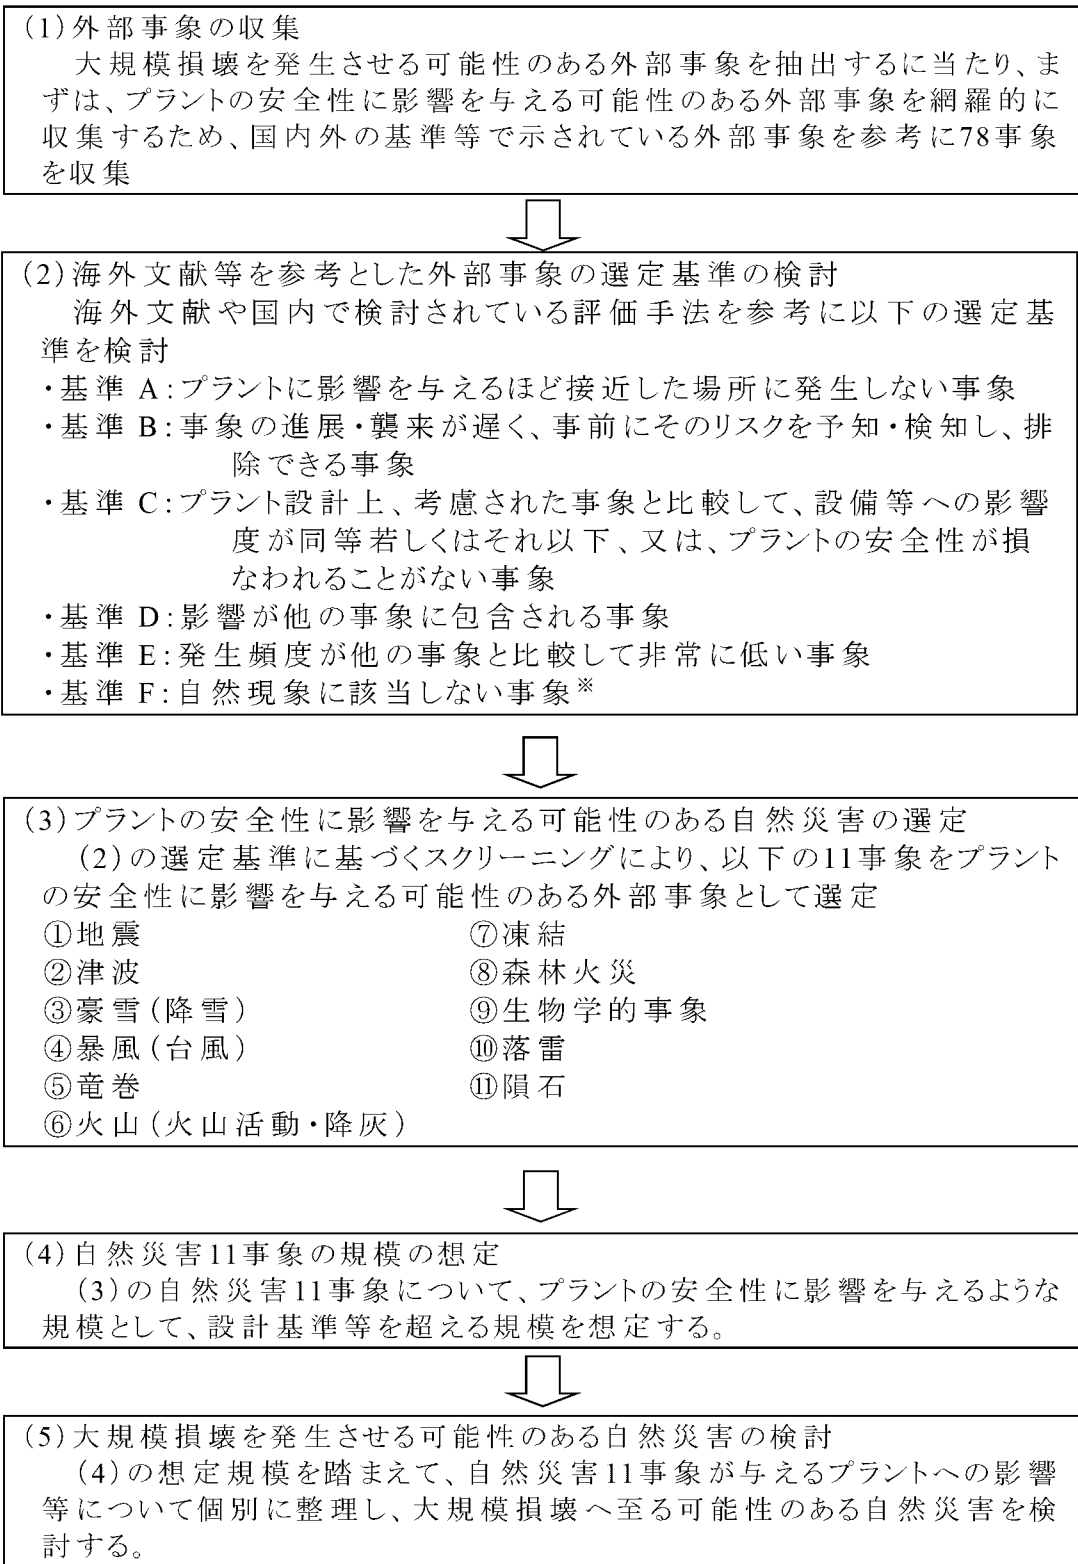 (1)外部事象の収集
大規模損壊を発生させる可能性のある外部事象を抽出するに当たり、ま
ずは、プラントの安全性に影響を与える可能性のある外部事象を網羅的に
収集するため、国内外の基準等で示されている外部事象を参考に78事象
を収集
(2)海外文献等を参考とした外部事象の選定基準の検討
海外文献や国内で検討されている評価手法を参考に以下の選定基
準を検討
・基準 A:プラントに影響を与えるほど接近した場所に発生しない事象
・基準 B:事象の進展・襲来が遅く、事前にそのリスクを予知・検知し、排
除できる事象
・基準 C:プラント設計上、考慮された事象と比較して、設備等への影響
度が同等若しくはそれ以下、又は、プラントの安全性が損
なわれることがない事象
・基準 D:影響が他の事象に包含される事象
・基準 E:発生頻度が他の事象と比較して非常に低い事象
・基準 F:自然現象に該当しない事象※
(3)プラントの安全性に影響を与える可能性のある自然災害の選定
(2)の選定基準に基づくスクリーニングにより、以下の11事象をプラント
の安全性に影響を与える可能性のある外部事象として選定
①地震 ⑦凍結
②津波 ⑧森林火災
③豪雪(降雪) ⑨生物学的事象
④暴風(台風) ⑩落雷
⑤竜巻 ⑪隕石
⑥火山(火山活動・降灰)
(4)自然災害11事象の規模の想定
(3)の自然災害11事象について、プラントの安全性に影響を与えるような
規模として、設計基準等を超える規模を想定する。
(5)大規模損壊を発生させる可能性のある自然災害の検討
(4)の想定規模を踏まえて、自然災害11事象が与えるプラントへの影響
等について個別に整理し、大規模損壊へ至る可能性のある自然災害を検
討する。